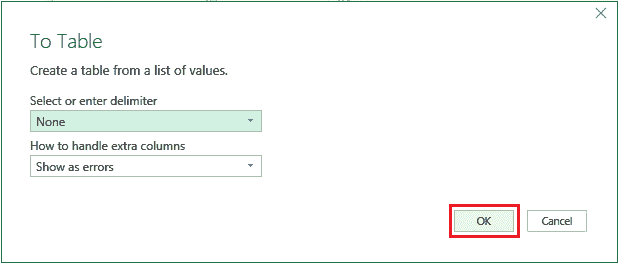 To Table
Create a table from a list of values.
Select or enter delimiter
None
How to handle extra columns
Show as errors
OK Cancel